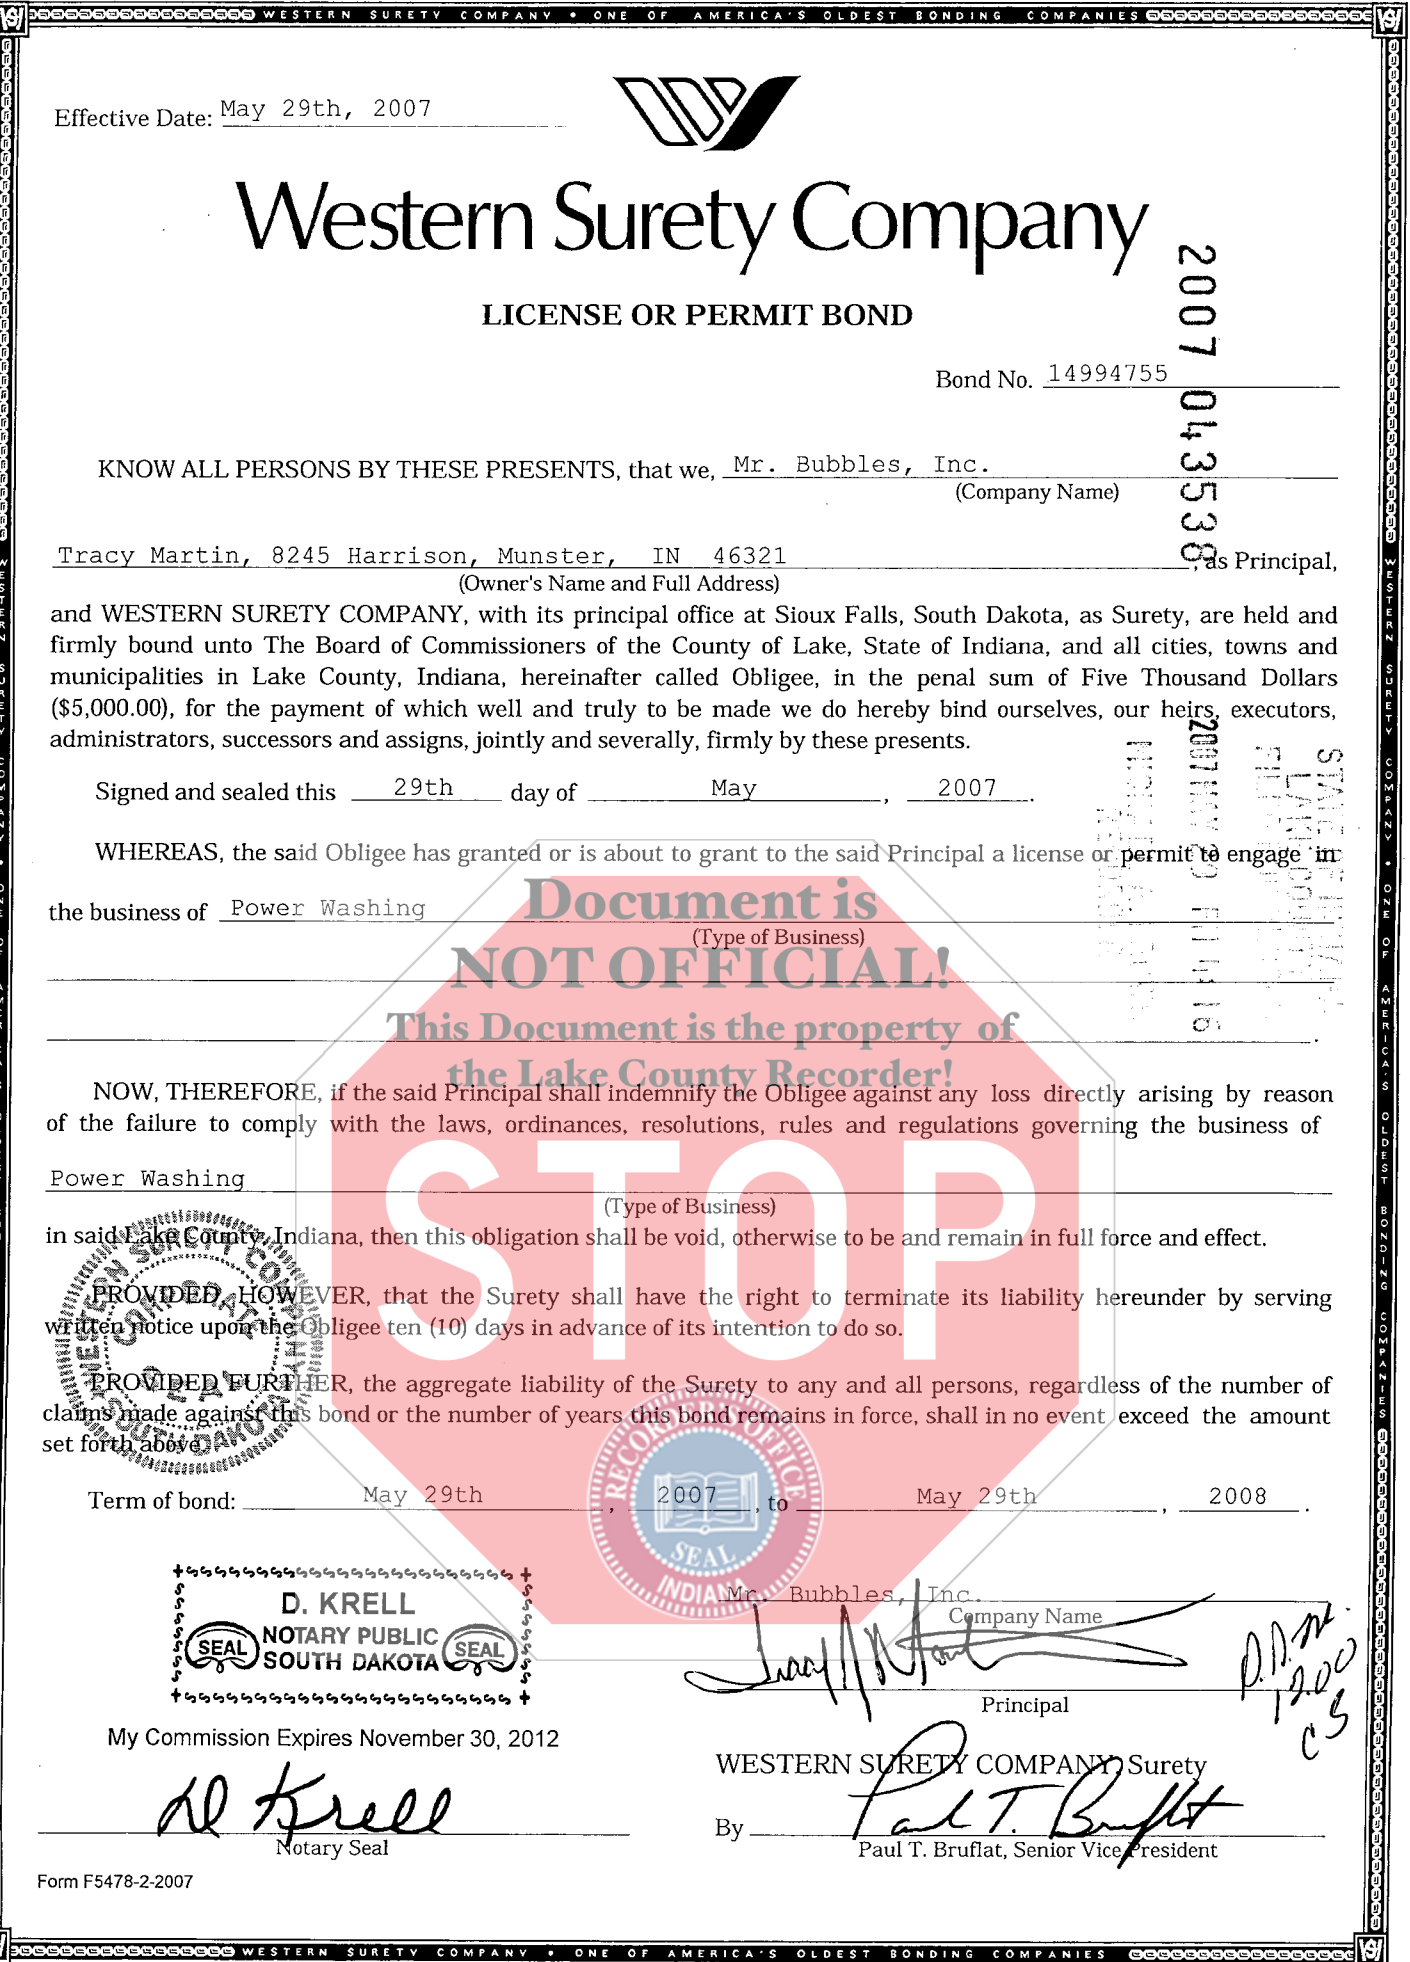 WESTERN SURETY COMPANY • ONE OF AMERICA'S OLDEST BONDING COMPANIES
Effective Date: May 29th, 2007
Western Surety Company
LICENSE OR PERMIT BOND
2007 043538
Bond No. 14994755
KNOW ALL PERSONS BY THESE PRESENTS, that we, Mr. Bubbles, Inc.
(Company Name)
Tracy Martin, 8245 Harrison, Munster, IN 46321, as Principal,
(Owner's Name and Full Address)
and WESTERN SURETY COMPANY, with its principal office at Sioux Falls, South Dakota, as Surety, are held and
firmly bound unto The Board of Commissioners of the County of Lake, State of Indiana, and all cities, towns and
municipalities in Lake County, Indiana, hereinafter called Obligee, in the penal sum of Five Thousand Dollars
($5,000.00), for the payment of which well and truly to be made we do hereby bind ourselves, our heirs, executors,
administrators, successors and assigns, jointly and severally, firmly by these presents.
Signed and sealed this 29th day of May, 2007.
WHEREAS, the said Obligee has granted or is about to grant to the said Principal a license or permit to engage in
the business of Power Washing
(Type of Business)
Document is
NOT OFFICIAL!
This Document is the property of
the Lake County Recorder!
NOW, THEREFORE, if the said Principal shall indemnify the Obligee against any loss directly arising by reason
of the failure to comply with the laws, ordinances, resolutions, rules and regulations governing the business of
Power Washing
(Type of Business)
STOP
in said Lake County, Indiana, then this obligation shall be void, otherwise to be and remain in full force and effect.
PROVIDED, HOWEVER, that the Surety shall have the right to terminate its liability hereunder by serving
written notice upon the Obligee ten (10) days in advance of its intention to do so.
PROVIDED FURTHER, the aggregate liability of the Surety to any and all persons, regardless of the number of
claims made against this bond or the number of years this bond remains in force, shall in no event exceed the amount
set forth above.
WESTERN SURETY COMPANY
CORPORATE
SEAL
SOUTH DAKOTA
Term of bond: May 29th, 2007, to May 29th, 2008.
RECORDER'S OFFICE
SEAL
INDIANA
D. KRELL
SEAL NOTARY PUBLIC SEAL
SOUTH DAKOTA
My Commission Expires November 30, 2012
D Krell
Notary Seal
Mr. Bubbles, Inc.
Company Name
Principal
12.00
CS
WESTERN SURETY COMPANY, Surety
By Paul T. Bruflat
Paul T. Bruflat, Senior Vice President
Form F5478-2-2007
WESTERN SURETY COMPANY • ONE OF AMERICA'S OLDEST BONDING COMPANIES